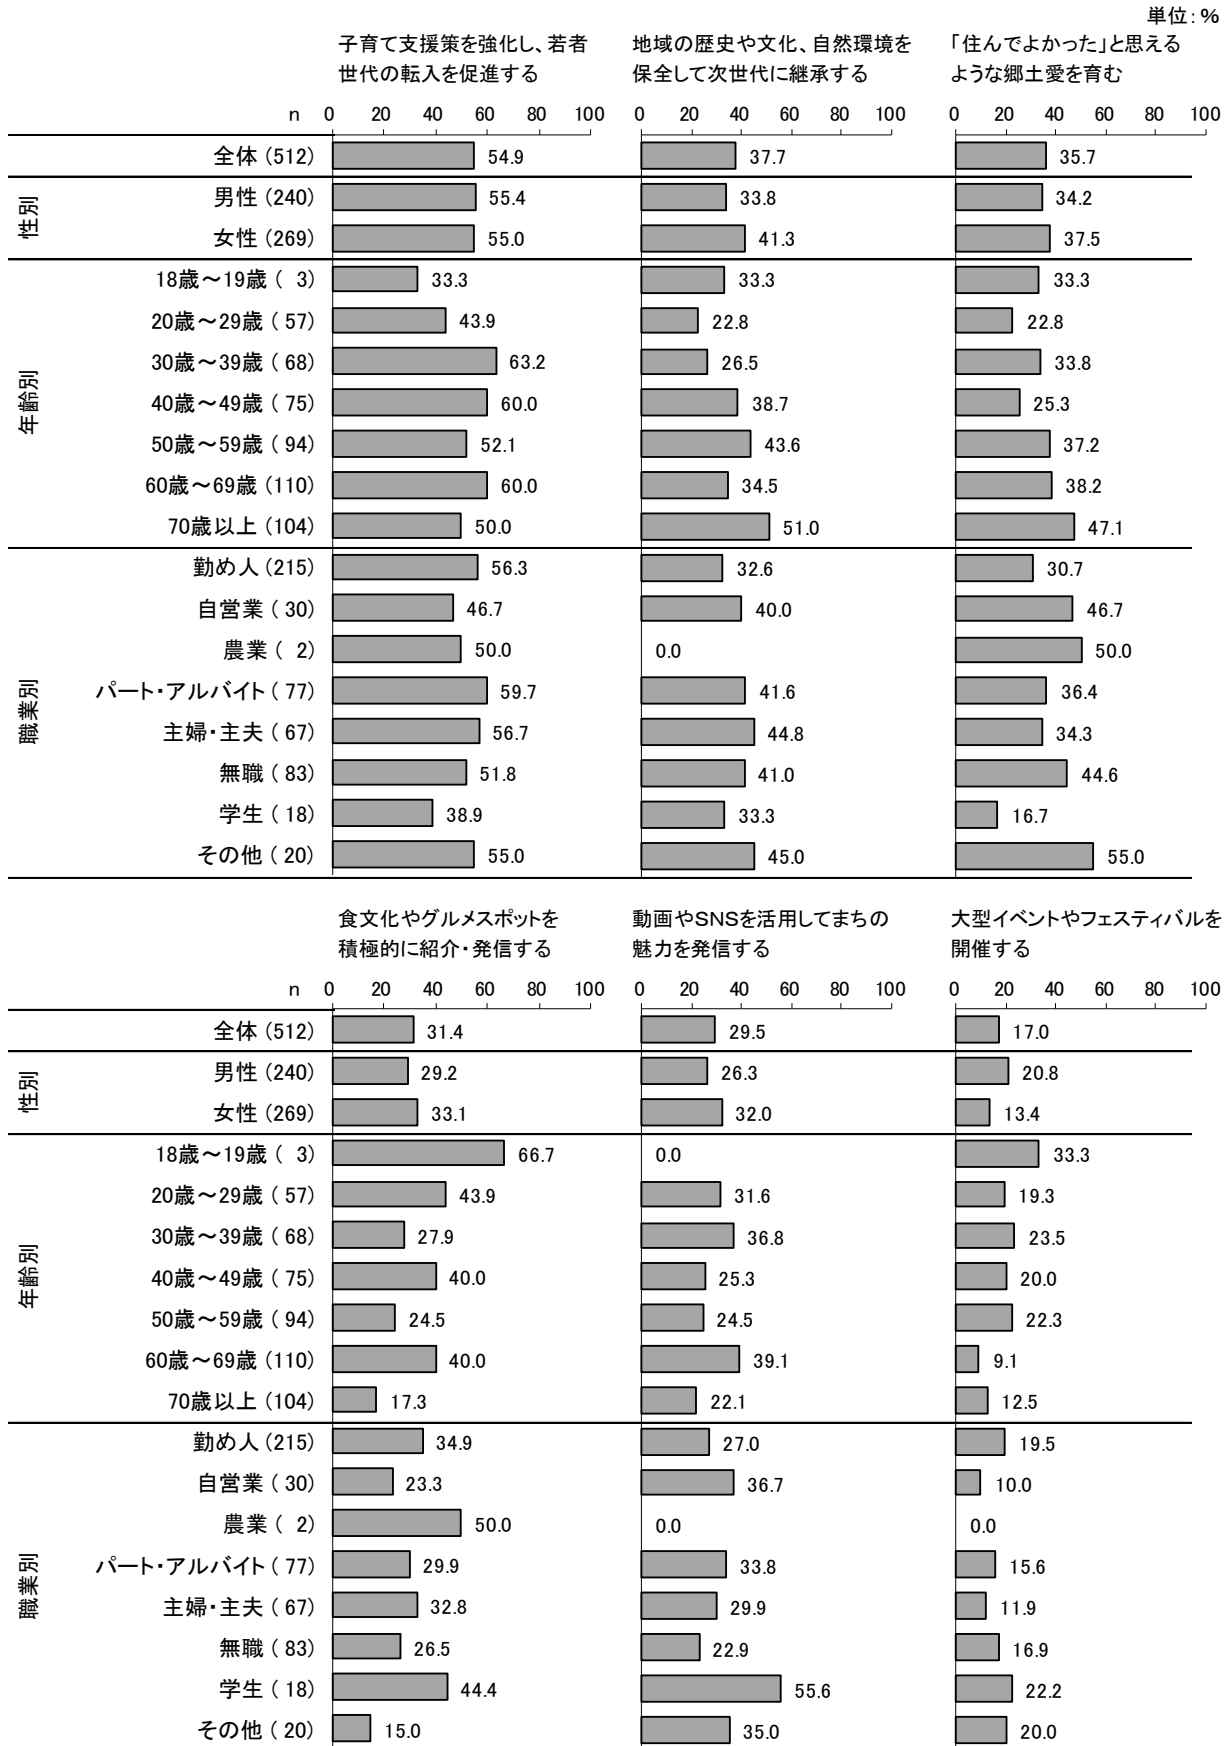 単位:%
子育て支援策を強化し、若者
世代の転入を促進する
地域の歴史や文化、自然環境を
保全して次世代に継承する
「住んでよかった」と思える
ような郷土愛を育む
n 0 20 40 60 80 100 0 20 40 60 80 100 0 20 40 60 80 100
全体 (512) 54.9 37.7 35.7
性別
男性 (240) 55.4 33.8 34.2
女性 (269) 55.0 41.3 37.5
年齢別
18歳~19歳 ( 3) 33.3 33.3 33.3
20歳~29歳 ( 57) 43.9 22.8 22.8
30歳~39歳 ( 68) 63.2 26.5 33.8
40歳~49歳 ( 75) 60.0 38.7 25.3
50歳~59歳 ( 94) 52.1 43.6 37.2
60歳~69歳 (110) 60.0 34.5 38.2
70歳以上 (104) 50.0 51.0 47.1
職業別
勤め人 (215) 56.3 32.6 30.7
自営業 ( 30) 46.7 40.0 46.7
農業 ( 2) 50.0 0.0 50.0
パート・アルバイト ( 77) 59.7 41.6 36.4
主婦・主夫 ( 67) 56.7 44.8 34.3
無職 ( 83) 51.8 41.0 44.6
学生 ( 18) 38.9 33.3 16.7
その他 ( 20) 55.0 45.0 55.0
食文化やグルメスポットを
積極的に紹介・発信する
動画やSNSを活用してまちの
魅力を発信する
大型イベントやフェスティバルを
開催する
n 0 20 40 60 80 100 0 20 40 60 80 100 0 20 40 60 80 100
全体 (512) 31.4 29.5 17.0
性別
男性 (240) 29.2 26.3 20.8
女性 (269) 33.1 32.0 13.4
年齢別
18歳~19歳 ( 3) 66.7 0.0 33.3
20歳~29歳 ( 57) 43.9 31.6 19.3
30歳~39歳 ( 68) 27.9 36.8 23.5
40歳~49歳 ( 75) 40.0 25.3 20.0
50歳~59歳 ( 94) 24.5 24.5 22.3
60歳~69歳 (110) 40.0 39.1 9.1
70歳以上 (104) 17.3 22.1 12.5
職業別
勤め人 (215) 34.9 27.0 19.5
自営業 ( 30) 23.3 36.7 10.0
農業 ( 2) 50.0 0.0 0.0
パート・アルバイト ( 77) 29.9 33.8 15.6
主婦・主夫 ( 67) 32.8 29.9 11.9
無職 ( 83) 26.5 22.9 16.9
学生 ( 18) 44.4 55.6 22.2
その他 ( 20) 15.0 35.0 20.0